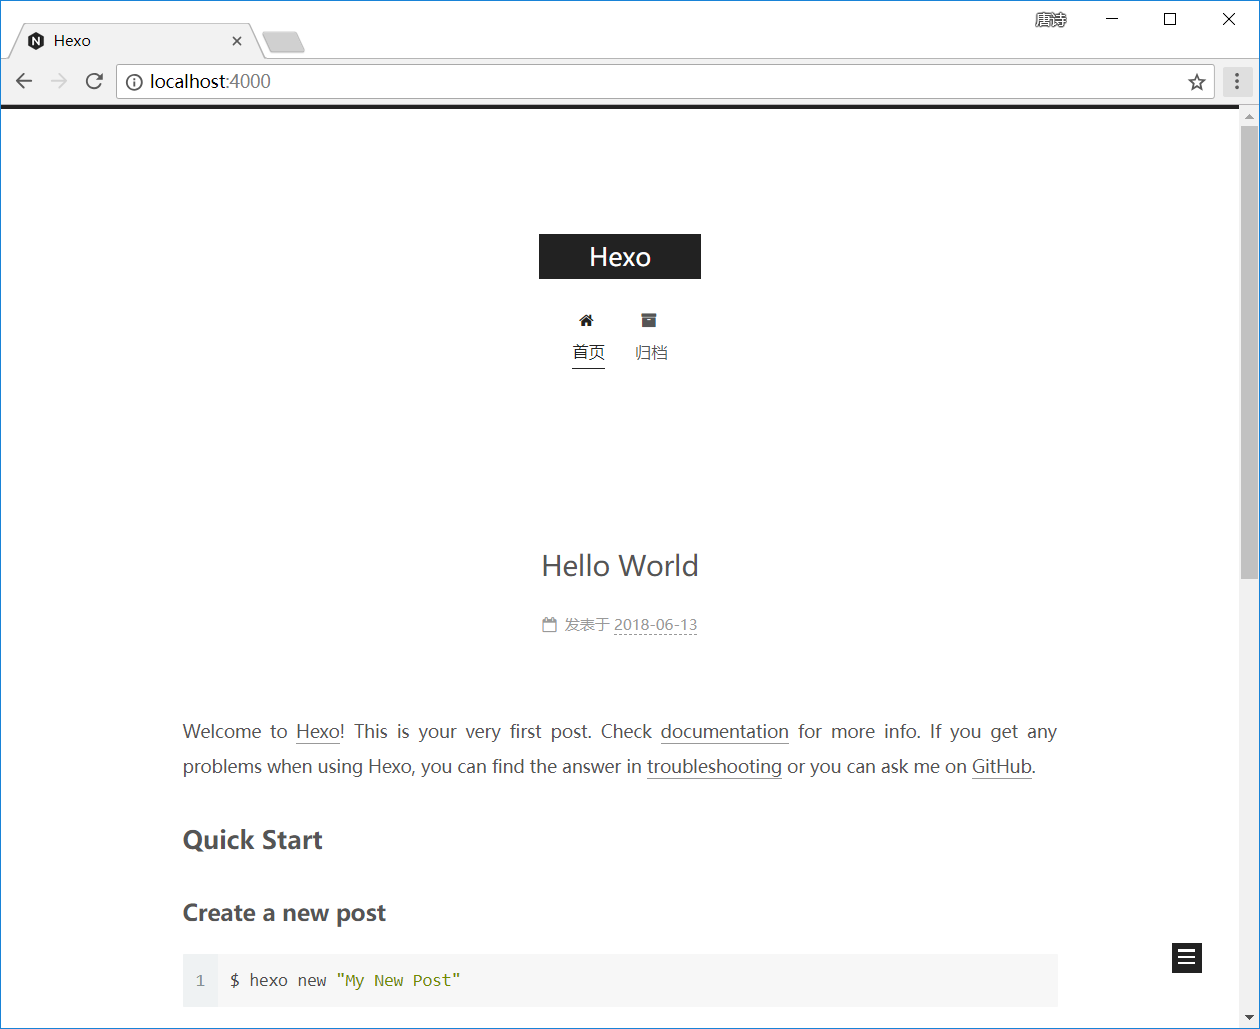 唐诗
Hexo
localhost:4000
Hexo
首页 归档
Hello World
发表于 2018-06-13
Welcome to Hexo! This is your very first post. Check documentation for more info. If you get any
problems when using Hexo, you can find the answer in troubleshooting or you can ask me on GitHub.
Quick Start
Create a new post
1 $ hexo new "My New Post"